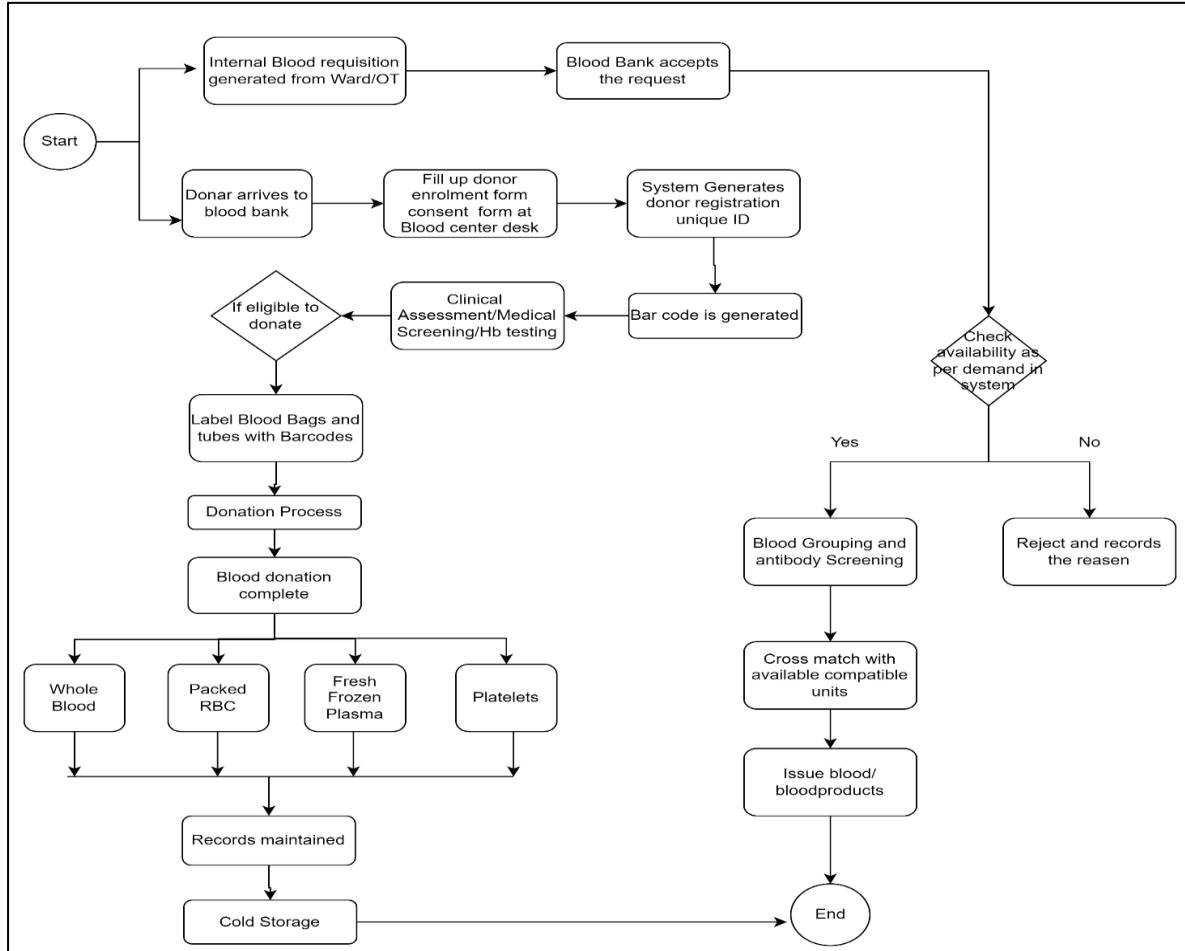 Internal Blood requisition
generated from Ward/OT
Blood Bank accepts
the request
Start
Donar arrives to
blood bank
Fill up donor
enrolment form
consent form at
Blood center desk
System Generates
donor registration
unique ID
If eligible to
donate
Clinical
Assessment/Medical
Screening/Hb testing
Bar code is generated
Check
availability as
per demand in
system
Label Blood Bags and
tubes with Barcodes
Yes
No
Donation Process
Blood Grouping and
antibody Screening
Reject and records
the reasen
Blood donation
complete
Whole
Blood
Packed
RBC
Fresh
Frozen
Plasma
Platelets
Cross match with
available compatible
units
Issue blood/
bloodproducts
Records maintained
Cold Storage
End